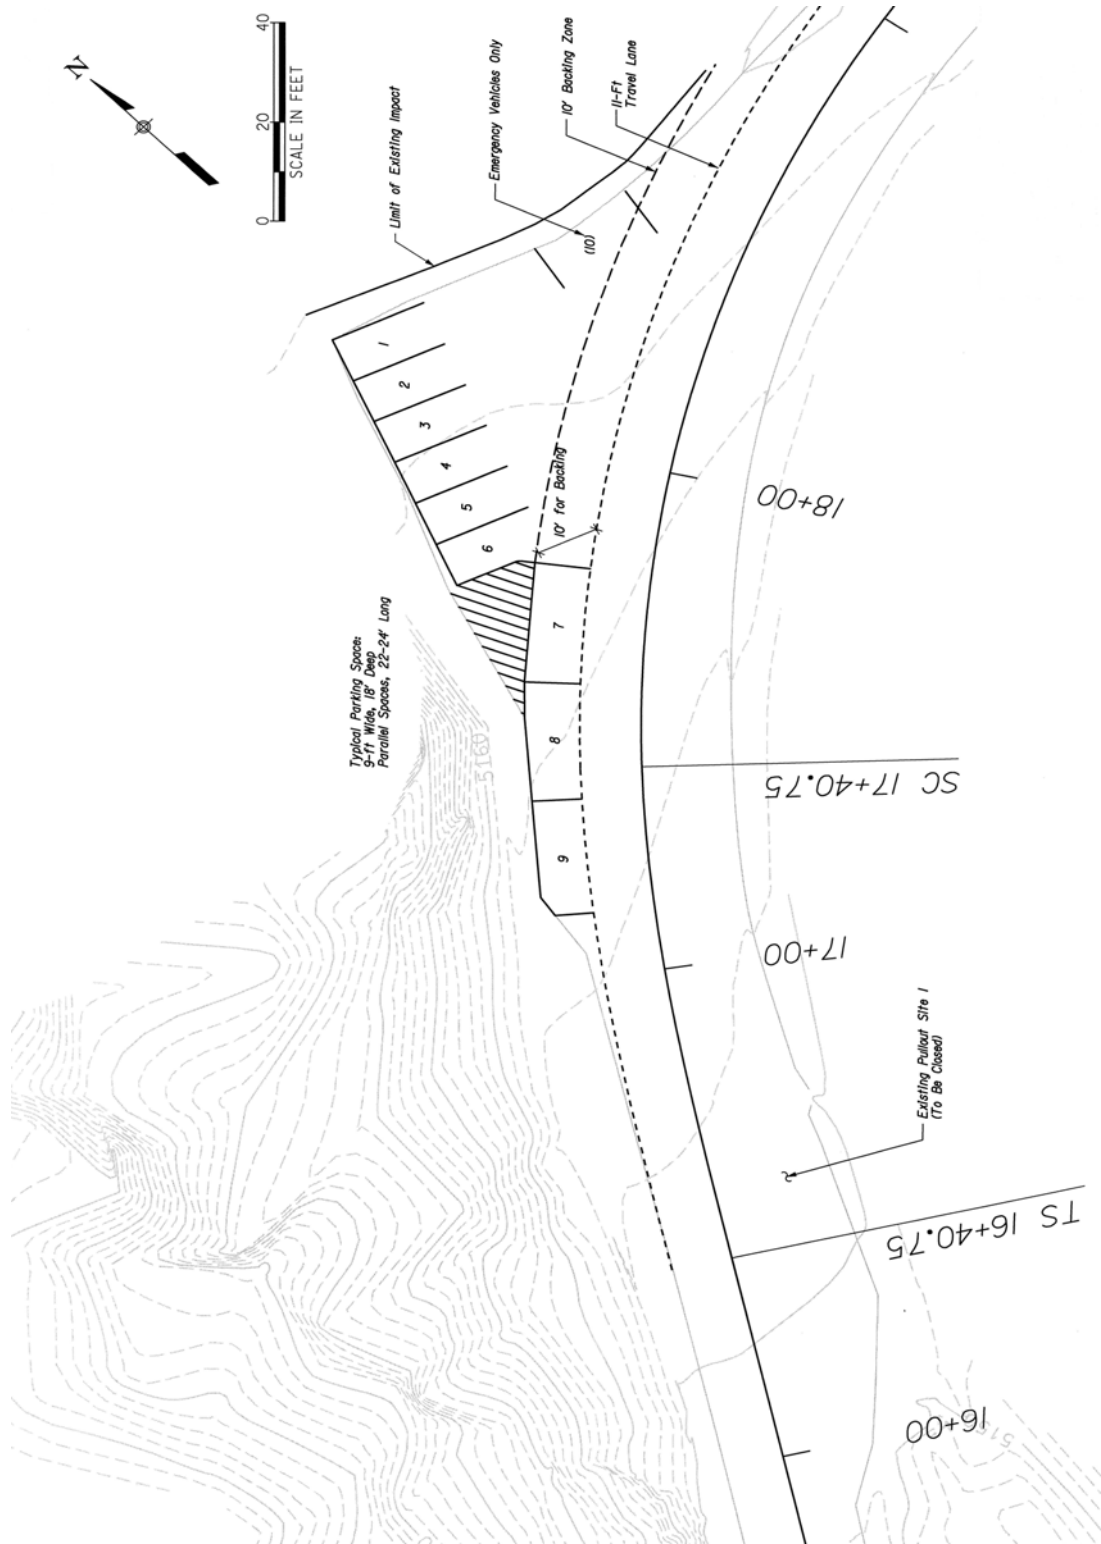 N
0
20
40
SCALE IN FEET
Limit of Existing Impact
Emergency Vehicles Only
10' Backing Zone
11-Ft
Travel Lane
(10)
1
2
3
4
5
6
10' for Backing
7
8
9
Typical Parking Space:
9-ft Wide, 18' Deep
Parallel Spaces, 22-24' Long
5160
18+00
SC 17+40.75
17+00
Existing Pullout Site 1
(To Be Closed)
TS 16+40.75
16+00